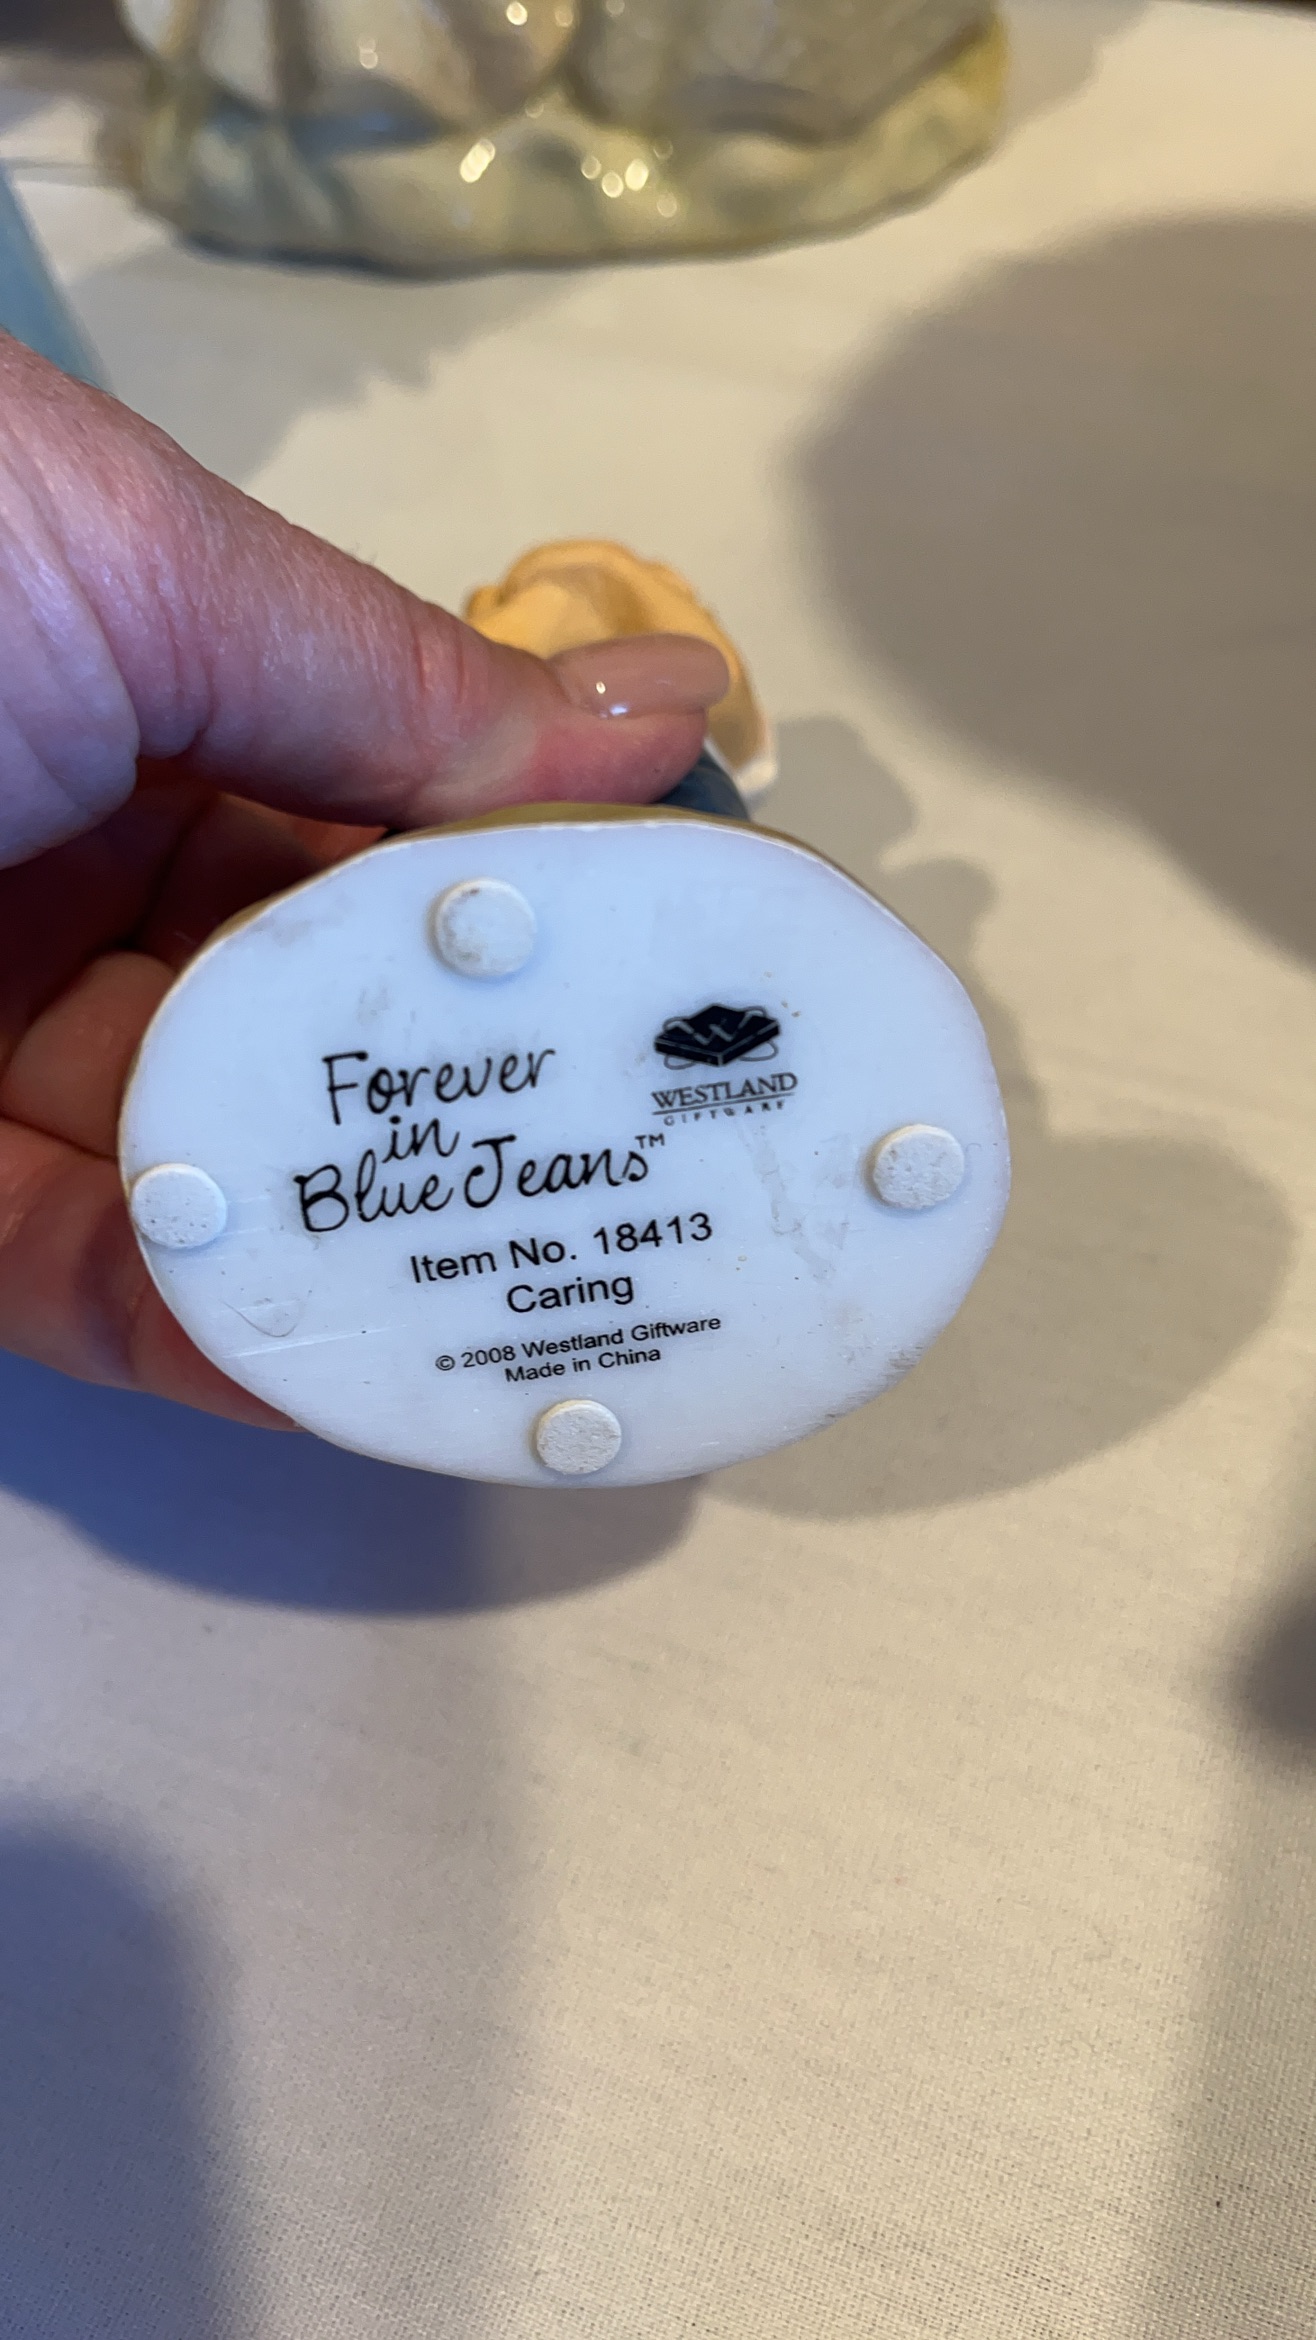 Forever
in
Blue Jeans™
W
WESTLAND
GIFTWARE
Item No. 18413
Caring
© 2008 Westland Giftware
Made in China